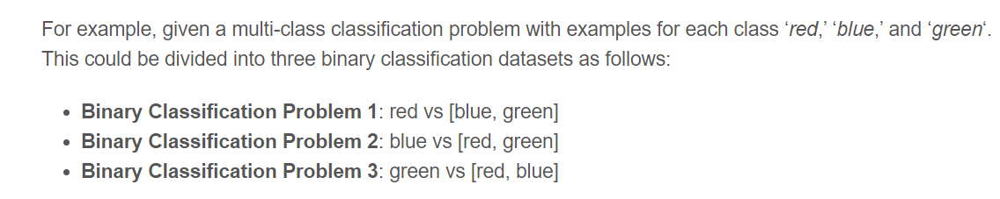 For example, given a multi-class classification problem with examples for each class ‘red,’ ‘blue,’ and ‘green‘.
This could be divided into three binary classification datasets as follows:
• Binary Classification Problem 1: red vs [blue, green]
• Binary Classification Problem 2: blue vs [red, green]
• Binary Classification Problem 3: green vs [red, blue]